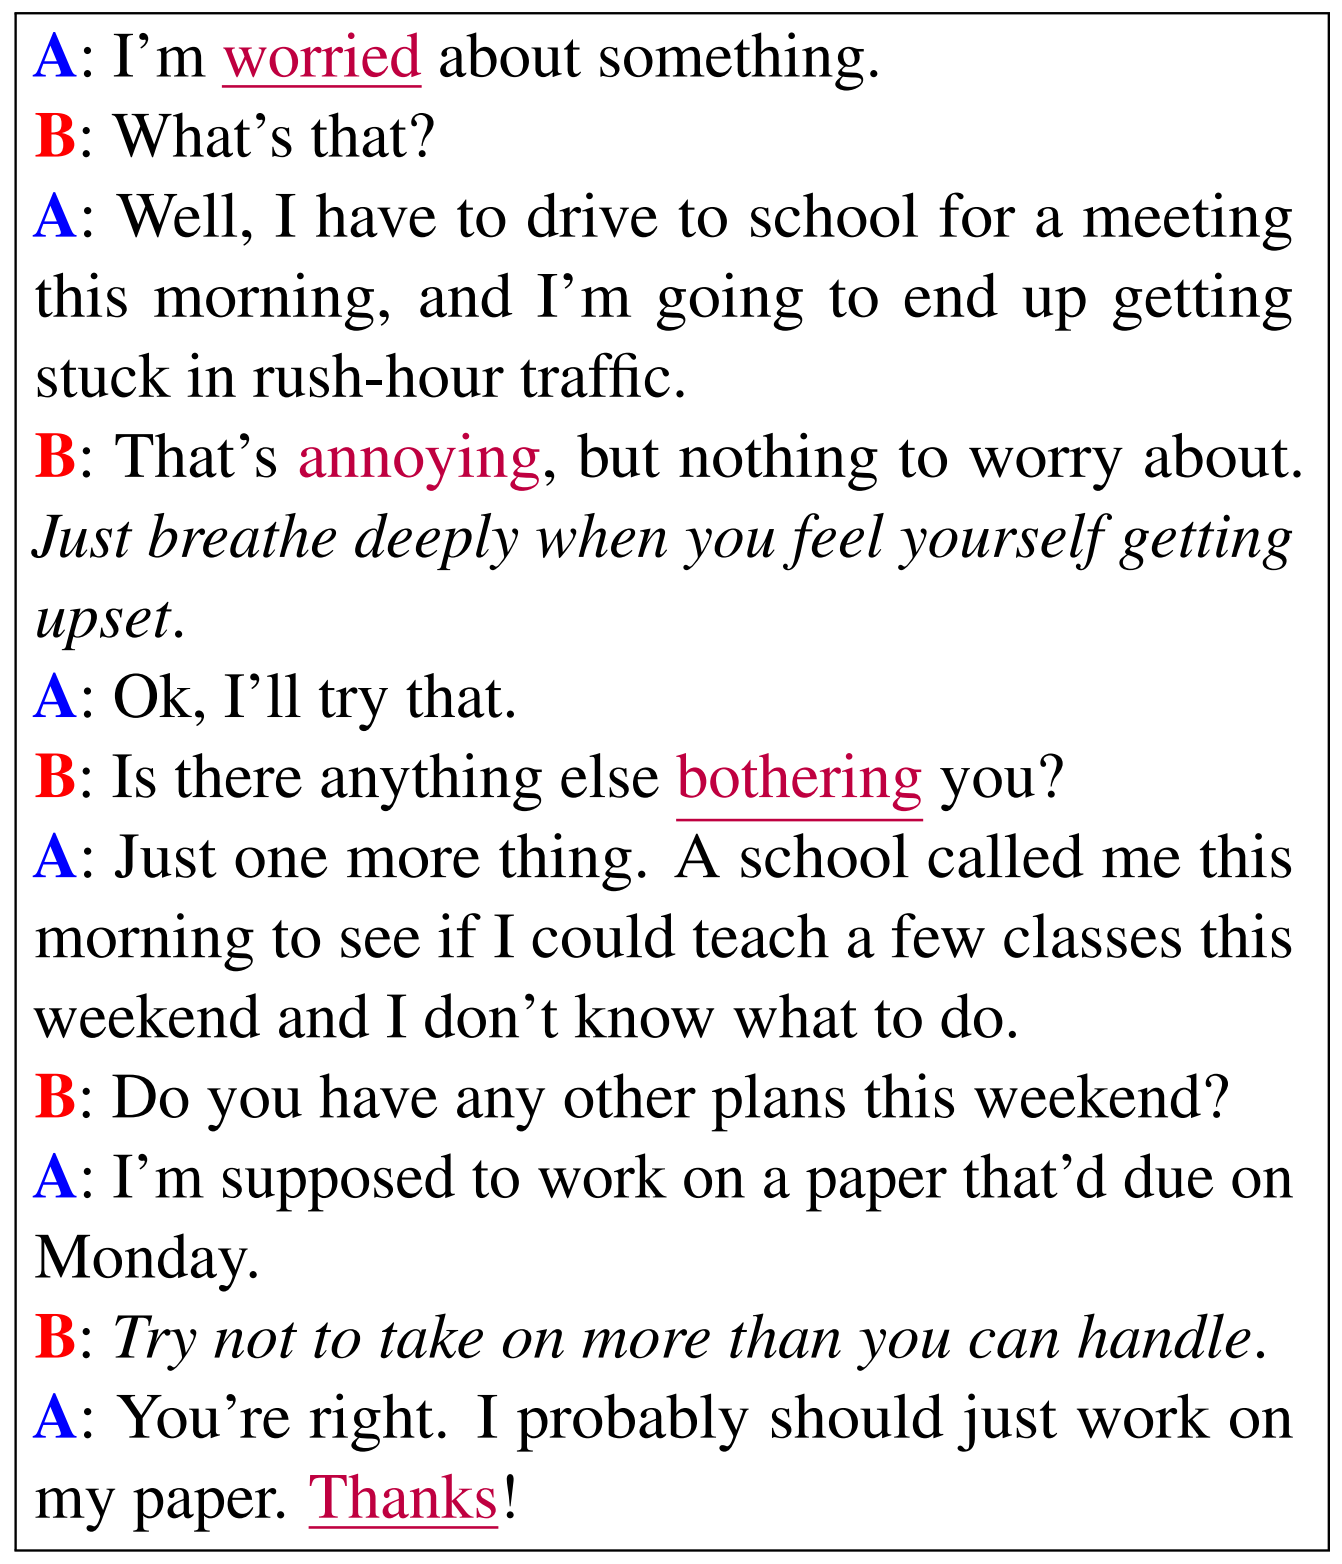 A: I’m worried about something.
B: What’s that?
A: Well, I have to drive to school for a meeting
this morning, and I’m going to end up getting
stuck in rush-hour traffic.
B: That’s annoying, but nothing to worry about.
Just breathe deeply when you feel yourself getting
upset.
A: Ok, I’ll try that.
B: Is there anything else bothering you?
A: Just one more thing. A school called me this
morning to see if I could teach a few classes this
weekend and I don’t know what to do.
B: Do you have any other plans this weekend?
A: I’m supposed to work on a paper that’d due on
Monday.
B: Try not to take on more than you can handle.
A: You’re right. I probably should just work on
my paper. Thanks!